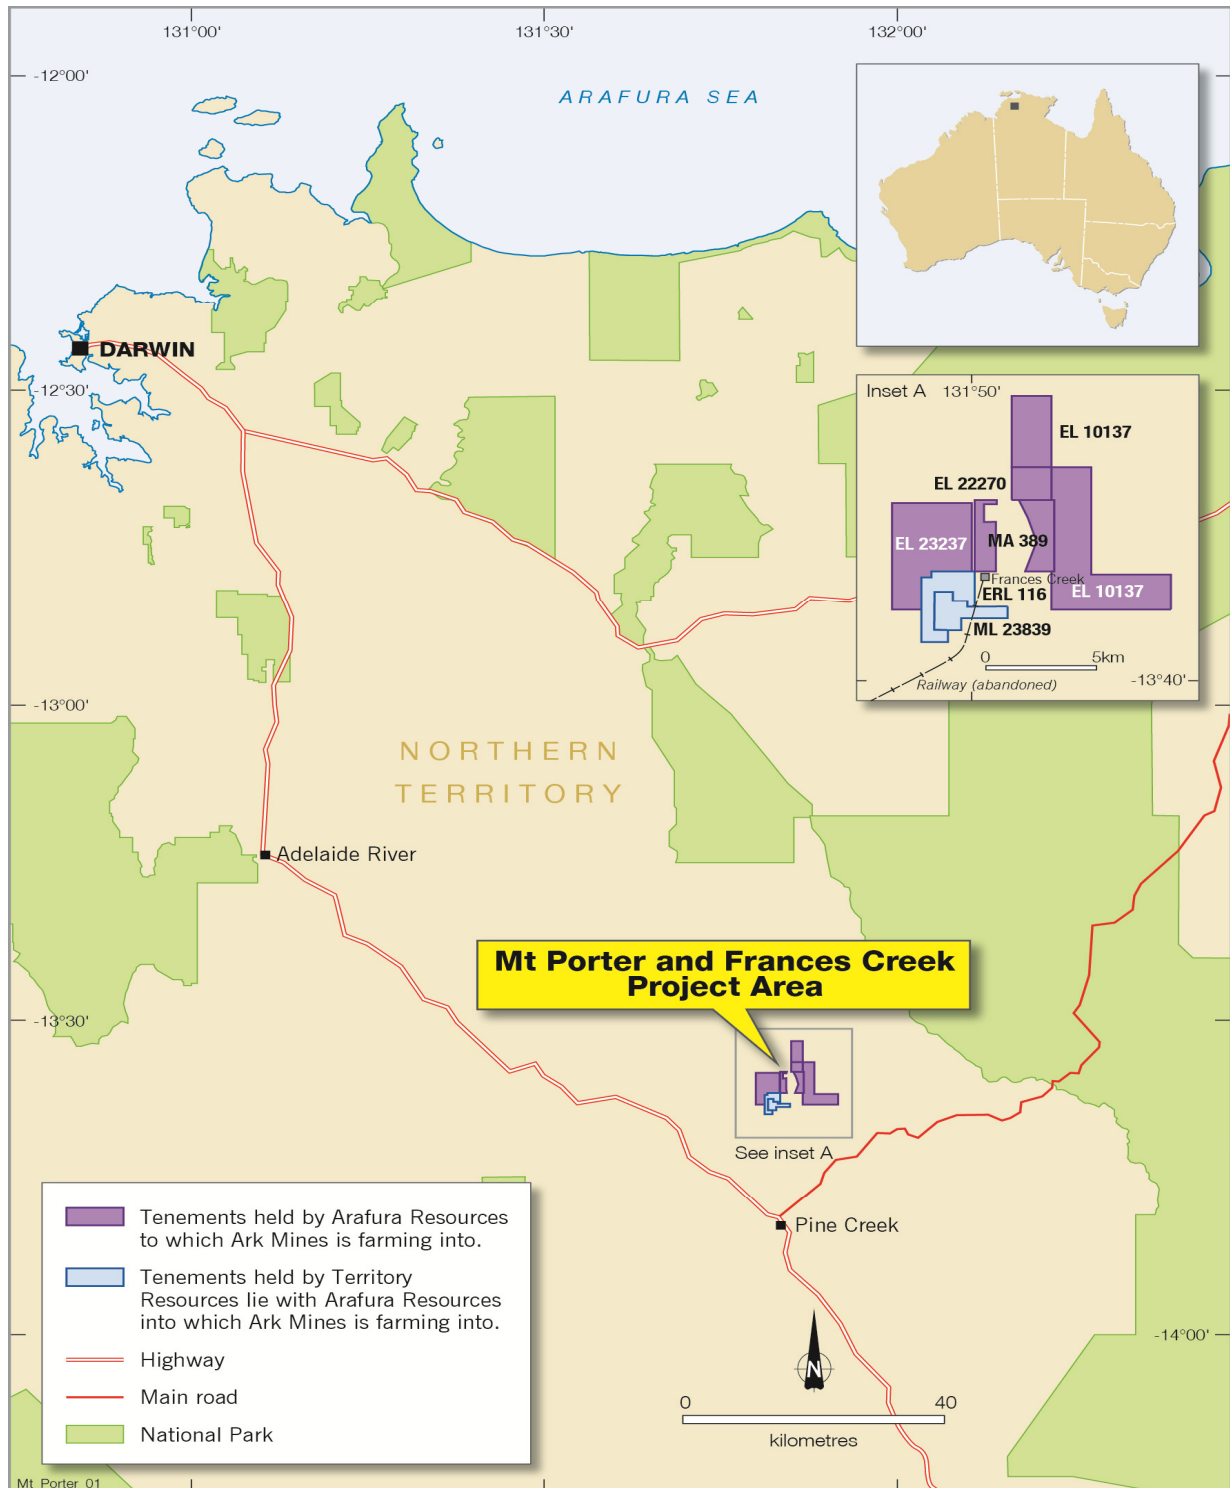 131°00'
131°30'
132°00'
-12°00'
ARAFURA SEA
DARWIN
-12°30'
Inset A
131°50'
EL 10137
EL 22270
EL 23237
MA 389
Frances Creek
ERL 116
EL 10137
ML 23839
0
5km
Railway (abandoned)
-13°40'
-13°00'
NORTHERN
TERRITORY
Adelaide River
Mt Porter and Frances Creek
Project Area
-13°30'
See inset A
Pine Creek
Tenements held by Arafura Resources
to which Ark Mines is farming into.
Tenements held by Territory
Resources lie with Arafura Resources
into which Ark Mines is farming into.
Highway
Main road
National Park
-14°00'
N
0
40
kilometres
Mt Porter 01